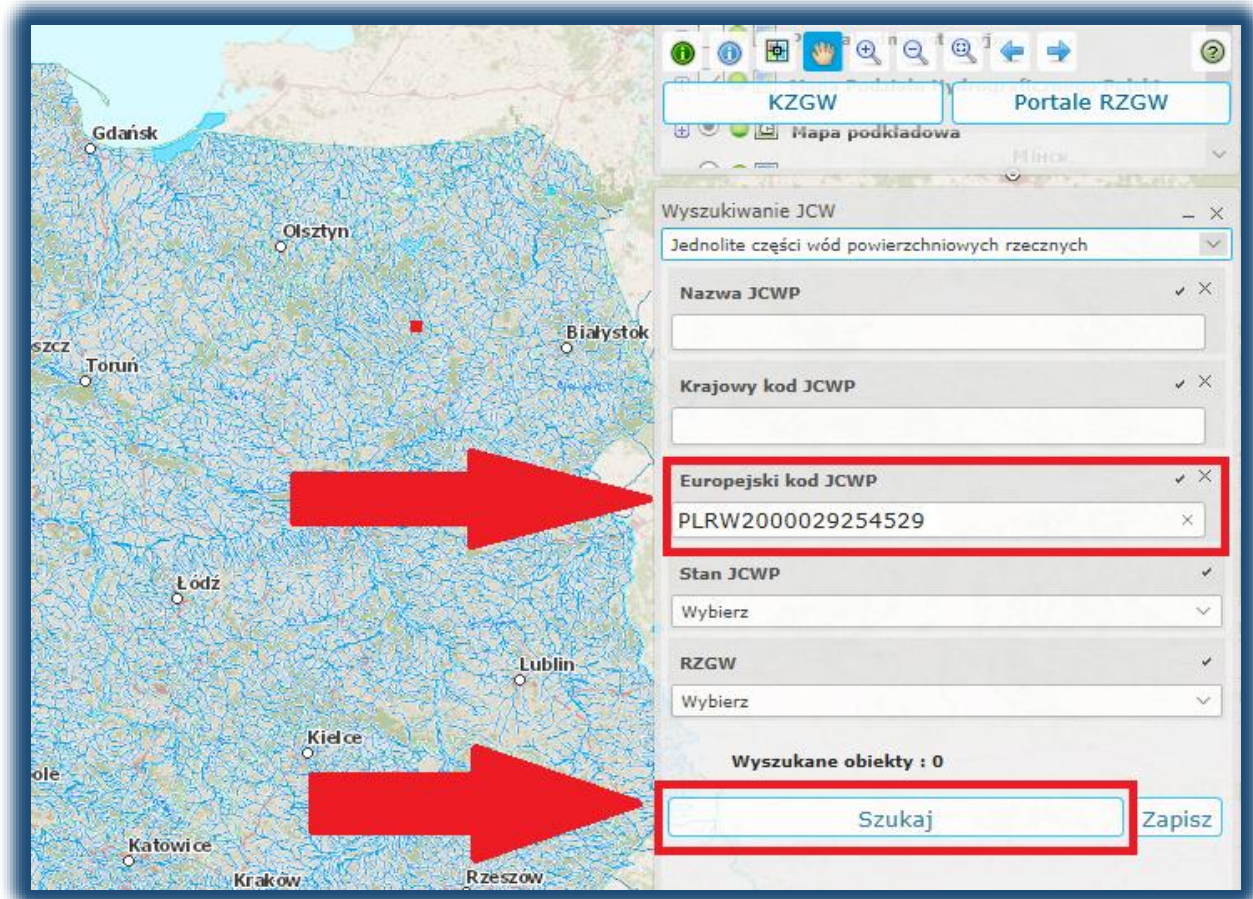 KZGW
Portale RZGW
Mapa podkładowa
Минск
Wyszukiwanie JCW
Jednolite części wód powierzchniowych rzecznych
Nazwa JCWP
Krajowy kod JCWP
Europejski kod JCWP
PLRW2000029254529
Stan JCWP
Wybierz
RZGW
Wybierz
Wyszukane obiekty : 0
Szukaj
Zapisz
Gdańsk
Olsztyn
Białystok
szcz
Toruń
Łódź
Lublin
Kielce
ole
Katowice
Kraków
Rzeszów